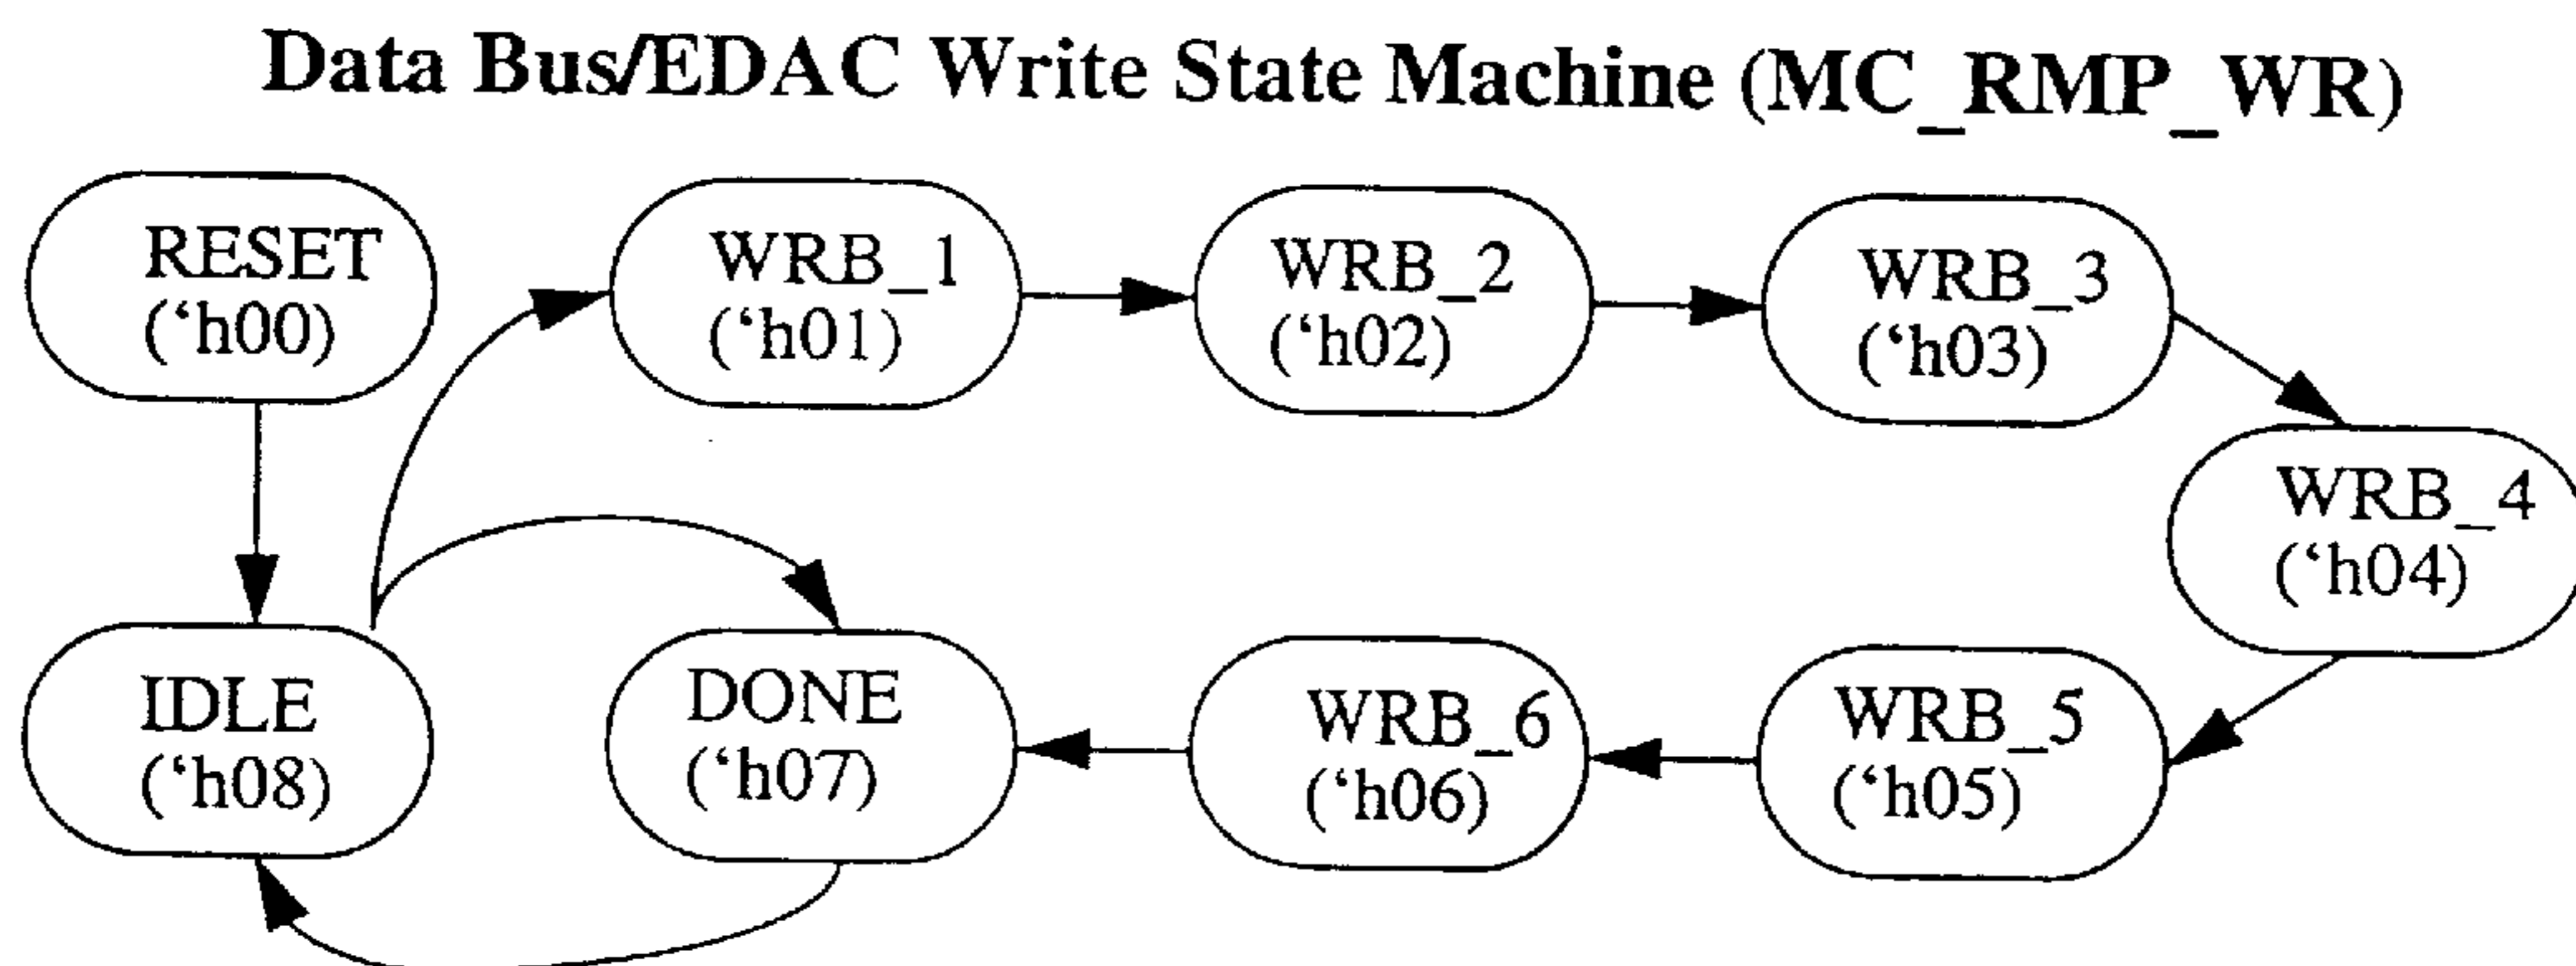 Data Bus/EDAC Write State Machine (MC_RMP_WR)
RESET
(‘h00)
WRB_1
(‘h01)
WRB_2
(‘h02)
WRB_3
(‘h03)
WRB_4
(‘h04)
IDLE
(‘h08)
DONE
(‘h07)
WRB_6
(‘h06)
WRB_5
(‘h05)